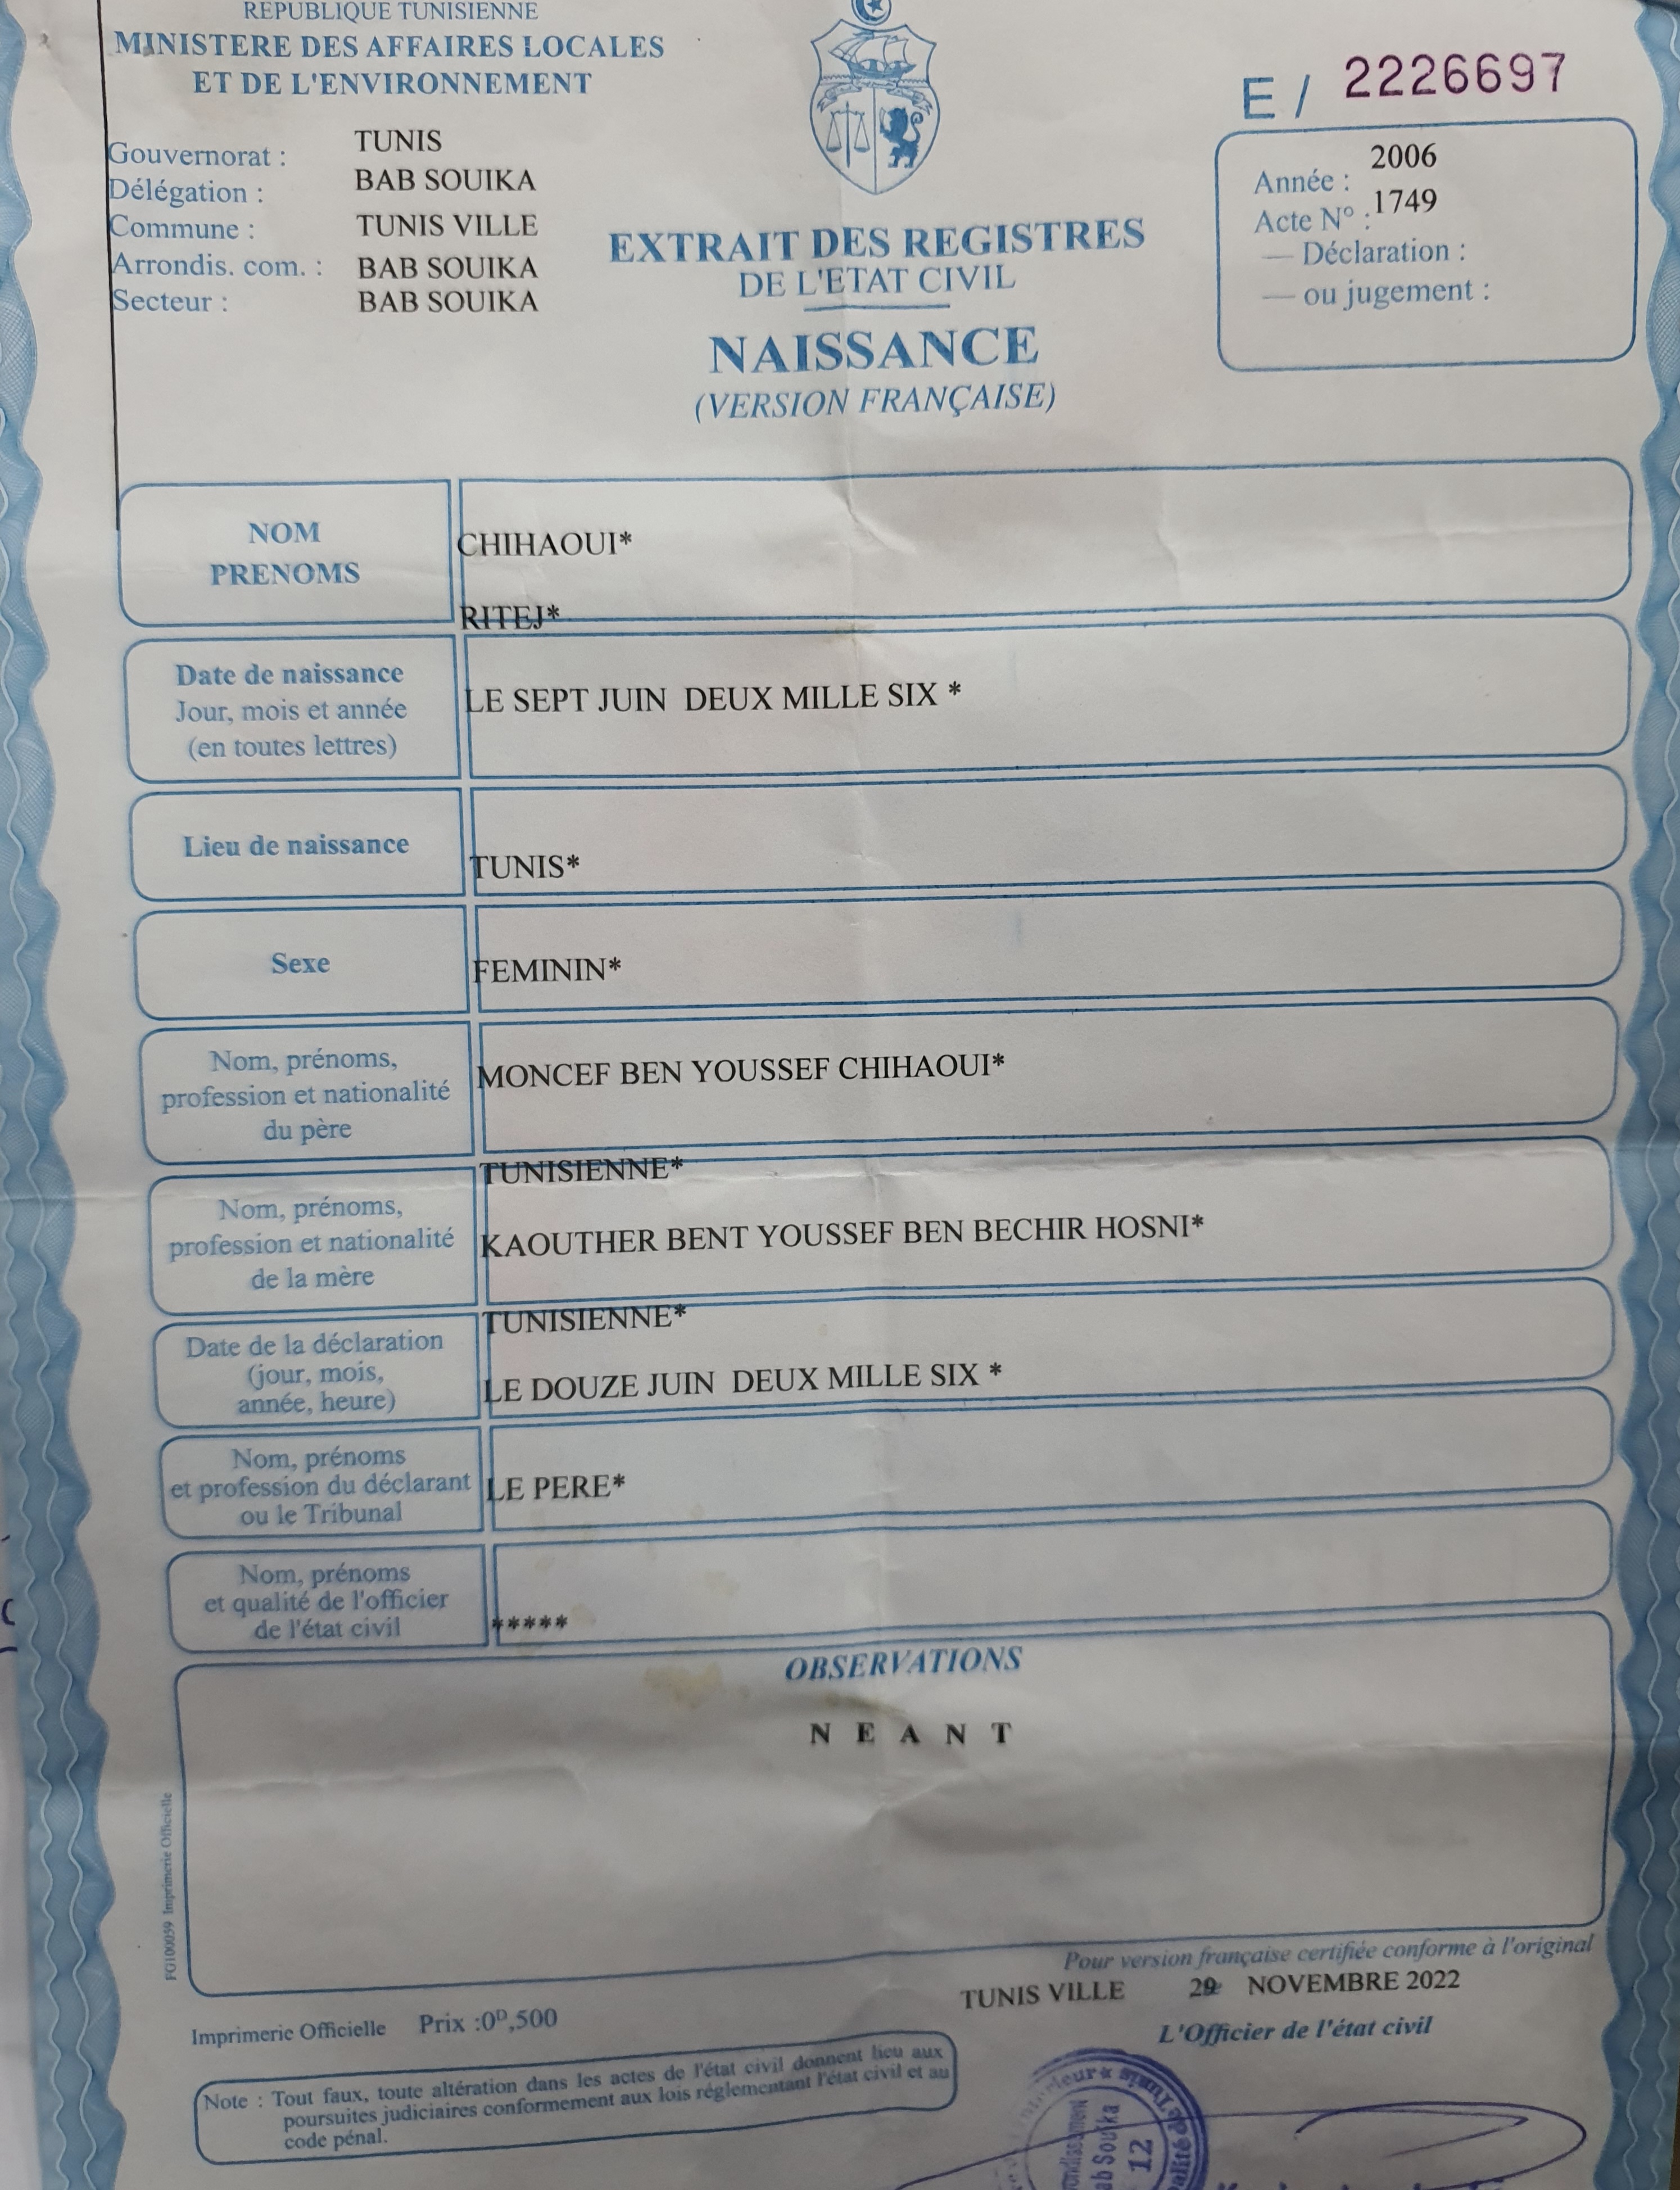 REPUBLIQUE TUNISIENNE
MINISTERE DES AFFAIRES LOCALES
ET DE L'ENVIRONNEMENT
E / 2226697
Gouvernorat : TUNIS
Délégation : BAB SOUIKA
Commune : TUNIS VILLE
Arrondis. com. : BAB SOUIKA
Secteur : BAB SOUIKA
Année : 2006
Acte N° : 1749
— Déclaration :
— ou jugement :
EXTRAIT DES REGISTRES
DE L'ETAT CIVIL
NAISSANCE
(VERSION FRANÇAISE)
NOM
PRENOMS
CHIHAOUI*
RITEJ*
Date de naissance
Jour, mois et année
(en toutes lettres)
LE SEPT JUIN DEUX MILLE SIX *
Lieu de naissance
TUNIS*
Sexe
FEMININ*
Nom, prénoms,
profession et nationalité
du père
MONCEF BEN YOUSSEF CHIHAOUI*
TUNISIENNE*
Nom, prénoms,
profession et nationalité
de la mère
KAOUTHER BENT YOUSSEF BEN BECHIR HOSNI*
TUNISIENNE*
Date de la déclaration
(jour, mois,
année, heure)
LE DOUZE JUIN DEUX MILLE SIX *
Nom, prénoms
et profession du déclarant
ou le Tribunal
LE PERE*
Nom, prénoms
et qualité de l'officier
de l'état civil
*****
OBSERVATIONS
N E A N T
FG100059 Imprimerie Officielle
Pour version française certifiée conforme à l'original
TUNIS VILLE NOVEMBRE 2022
L'Officier de l'état civil
Imprimerie Officielle Prix :0D,500
Note : Tout faux, toute altération dans les actes de l'état civil donnent lieu aux
poursuites judiciaires conformement aux lois réglementant l'état civil et au
code pénal.
12